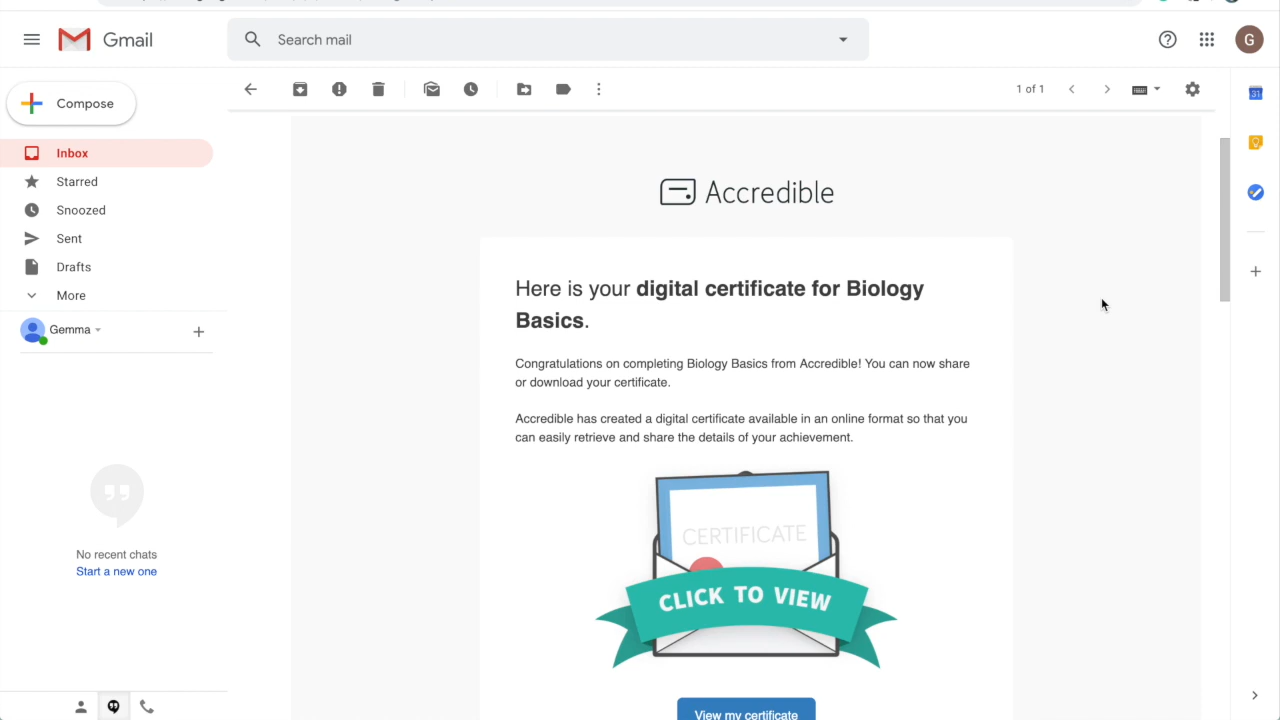 Gmail
Search mail
G
1 of 1
31
Compose
Inbox
Starred
Snoozed
Sent
Drafts
More
Gemma
No recent chats
Start a new one
Accredible
Here is your digital certificate for Biology
Basics.
Congratulations on completing Biology Basics from Accredible! You can now share
or download your certificate.
Accredible has created a digital certificate available in an online format so that you
can easily retrieve and share the details of your achievement.
CERTIFICATE
CLICK TO VIEW
View my certificate